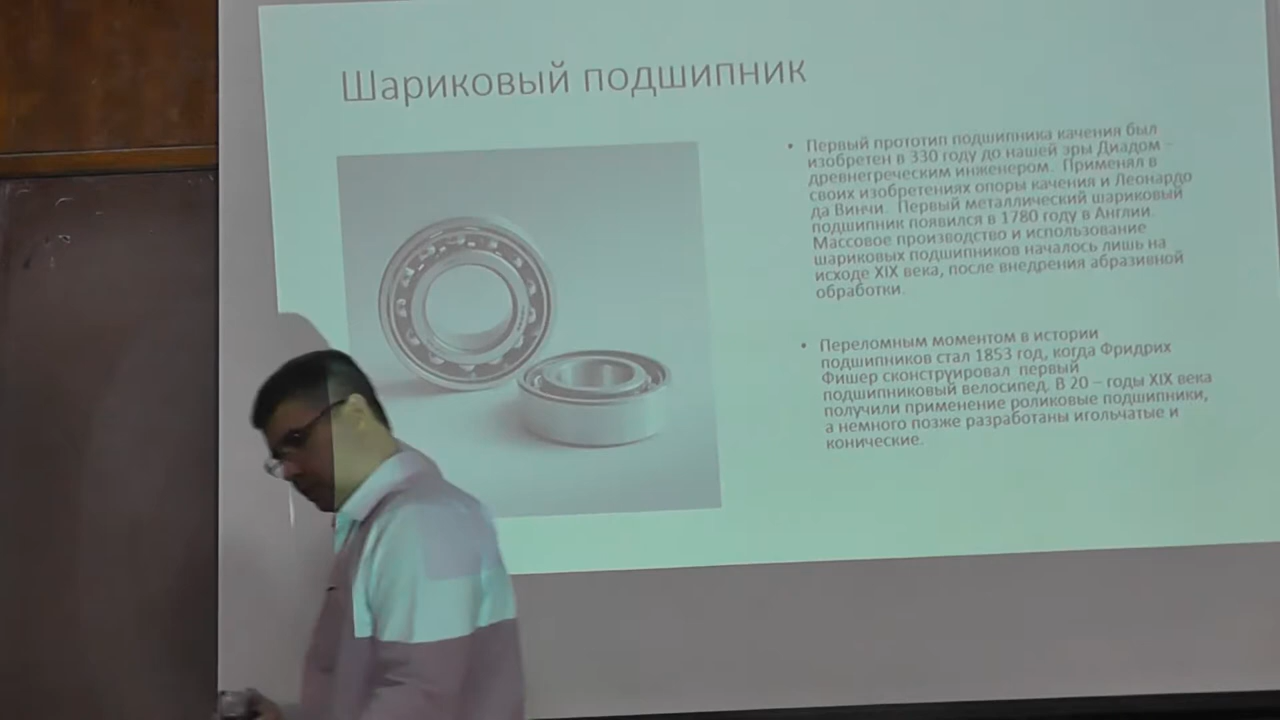 Шариковый подшипник
• Первый прототип подшипника качения был
изобретен в 330 году до нашей эры Диадом -
древнегреческим инженером. Применял в
своих изобретениях опоры качения и Леонардо
да Винчи. Первый металлический шариковый
подшипник появился в 1780 году в Англии.
Массовое производство и использование
шариковых подшипников началось лишь на
исходе XIX века, после внедрения абразивной
обработки.
• Переломным моментом в истории
подшипников стал 1853 год, когда Фридрих
Фишер сконструировал первый
подшипниковый велосипед. В 20 – годы XIX века
получили применение роликовые подшипники,
а немного позже разработаны игольчатые и
конические.